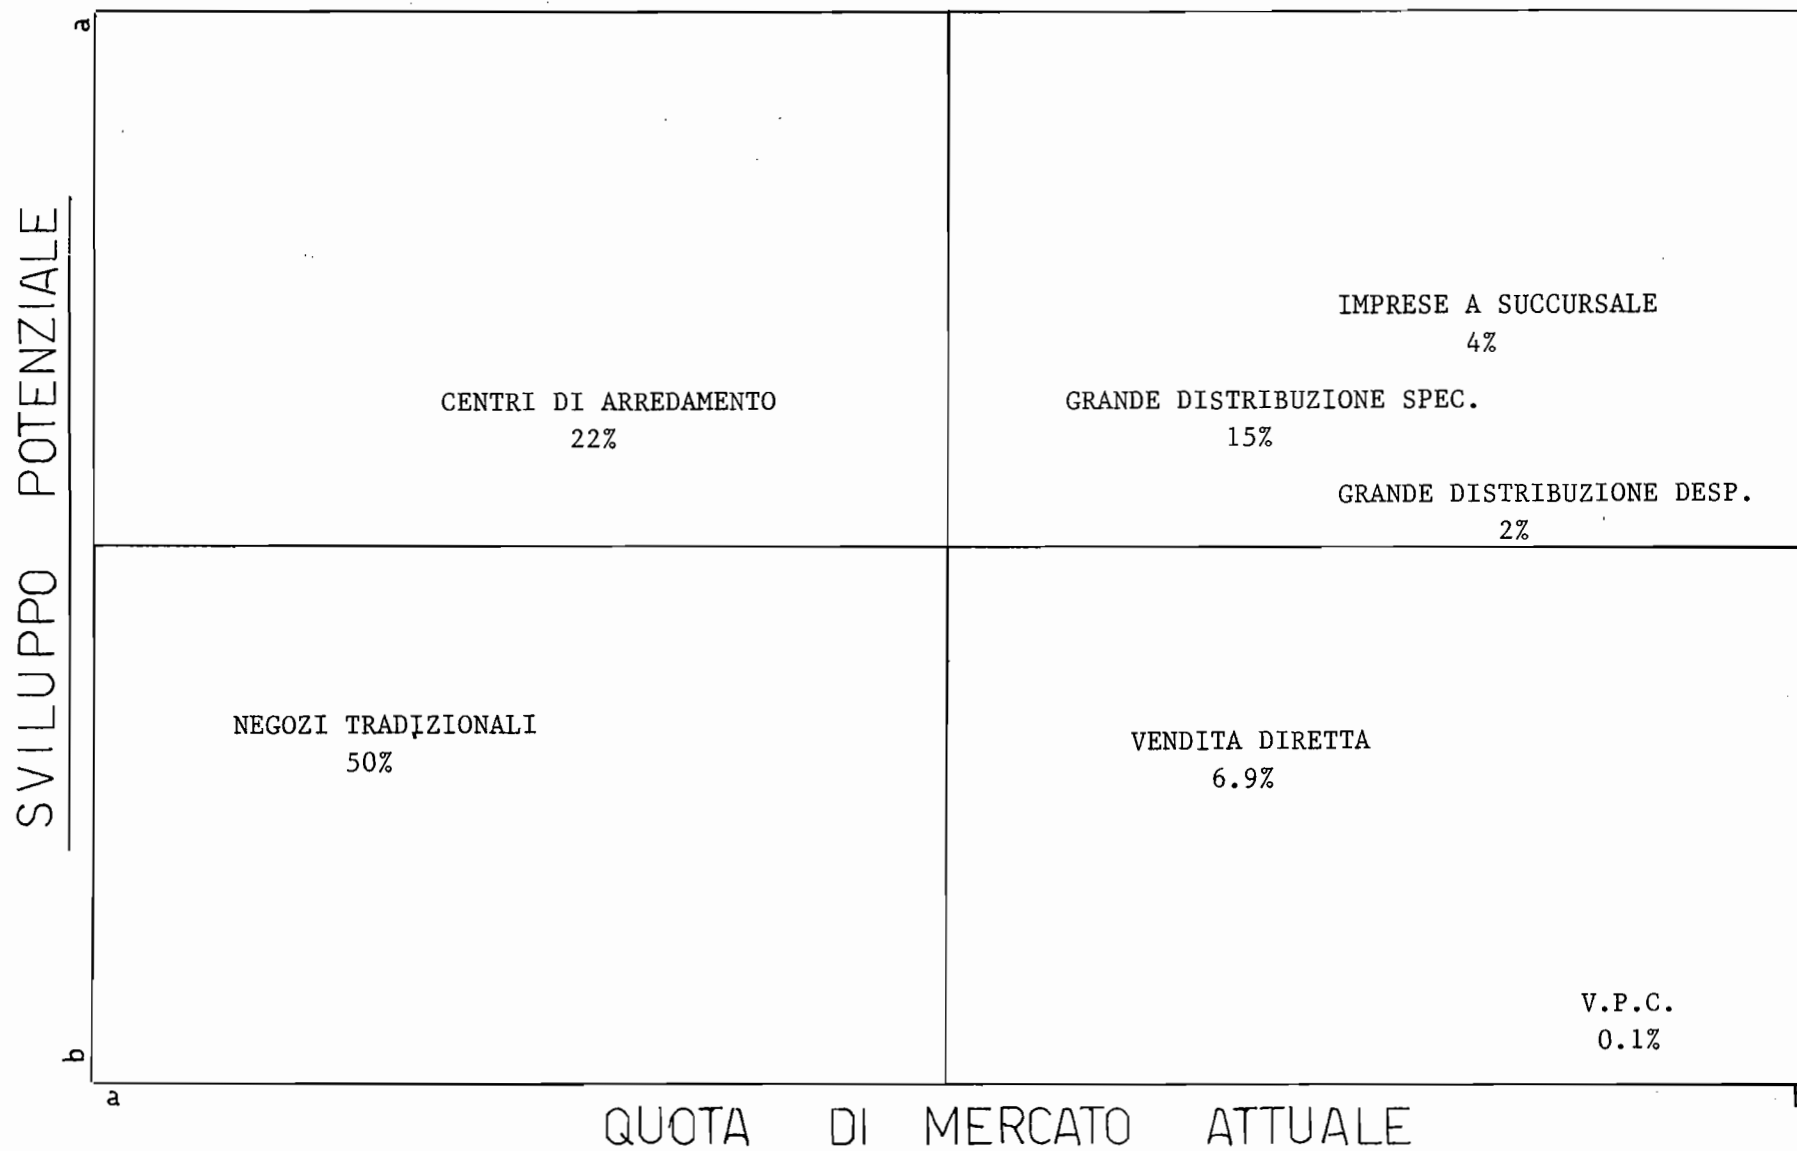 a
SVILUPPO POTENZIALE
IMPRESE A SUCCURSALE
4%
CENTRI DI ARREDAMENTO
22%
GRANDE DISTRIBUZIONE SPEC.
15%
GRANDE DISTRIBUZIONE DESP.
2%
NEGOZI TRADIZIONALI
50%
VENDITA DIRETTA
6.9%
V.P.C.
0.1%
b
a
QUOTA DI MERCATO ATTUALE